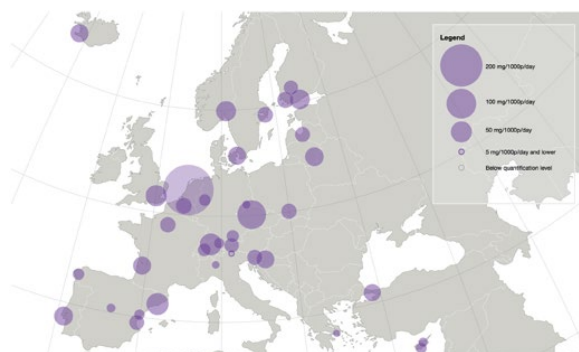 Legend
200 mg/1000p/day
100 mg/1000p/day
50 mg/1000p/day
5 mg/1000p/day and lower
Below quantification level